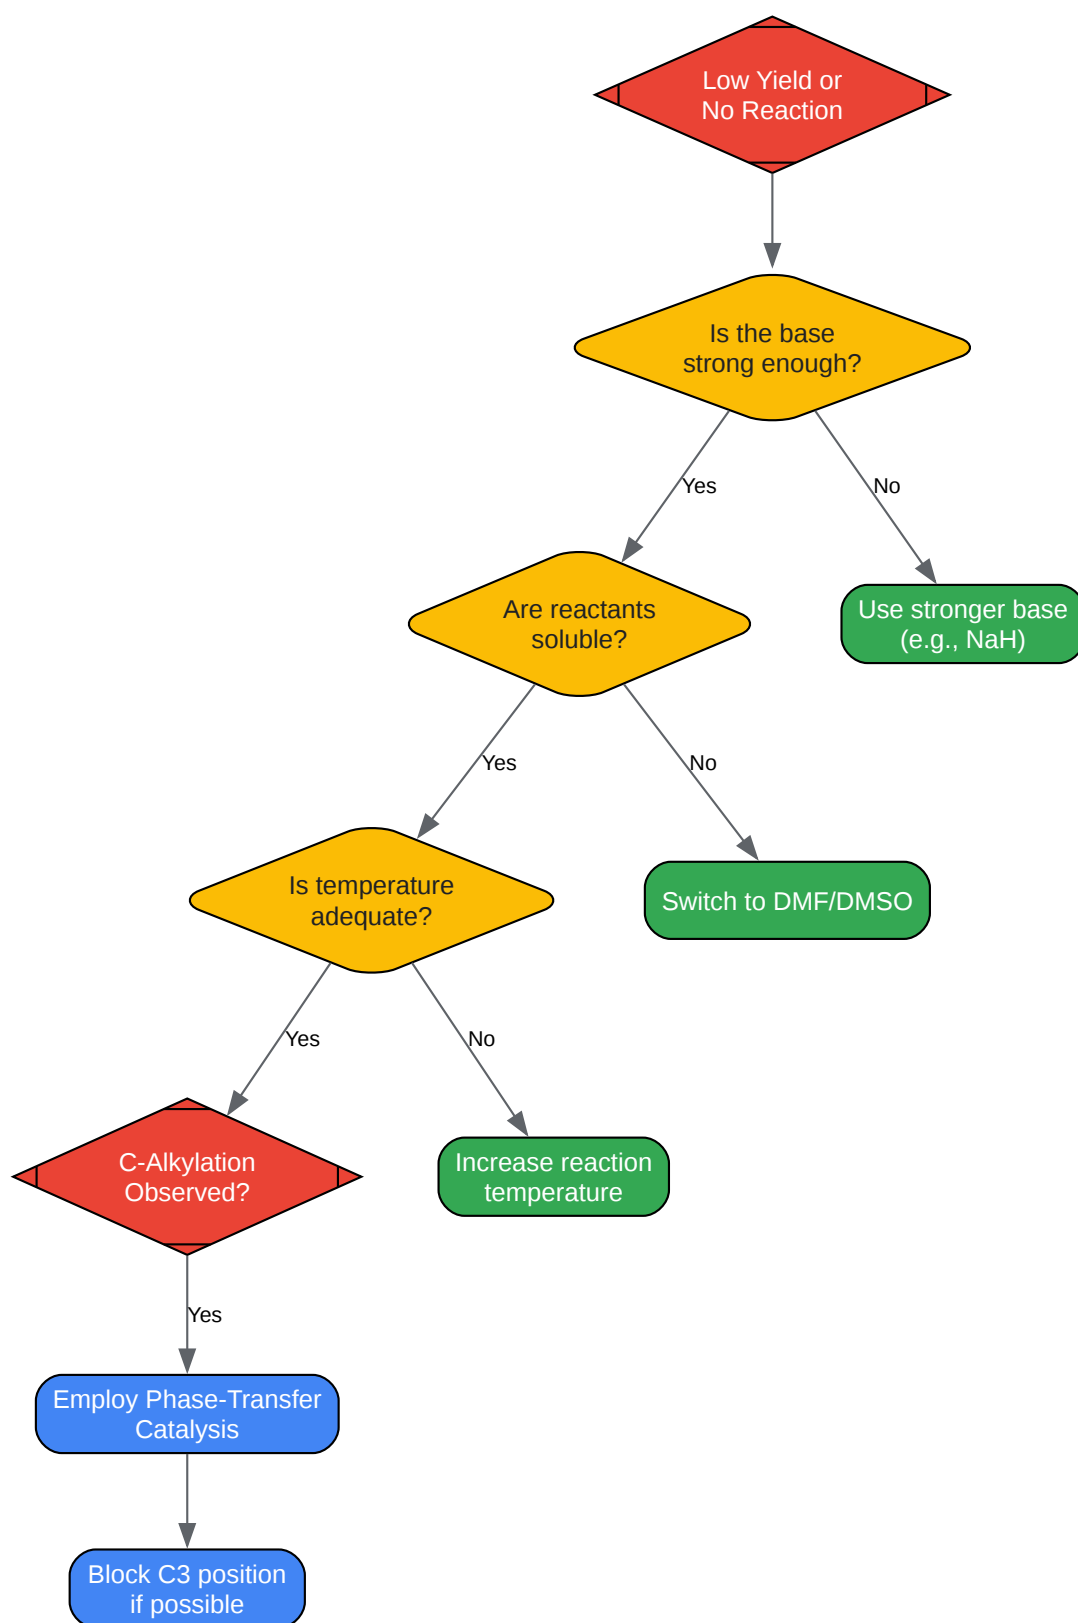 Low Yield or
No Reaction
Is the base
strong enough?
Yes
No
Are reactants
soluble?
Use stronger base
(e.g., NaH)
Yes
No
Is temperature
adequate?
Switch to DMF/DMSO
Yes
No
C-Alkylation
Observed?
Increase reaction
temperature
Yes
Employ Phase-Transfer
Catalysis
Block C3 position
if possible